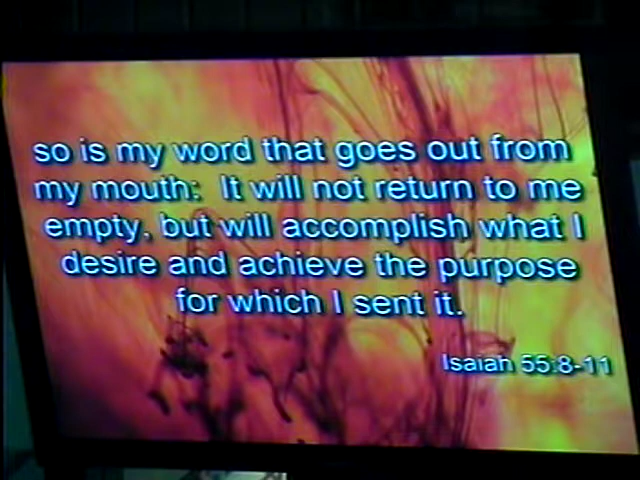 so is my word that goes out from
my mouth: It will not return to me
empty, but will accomplish what I
desire and achieve the purpose
for which I sent it.
Isaiah 55:8-11